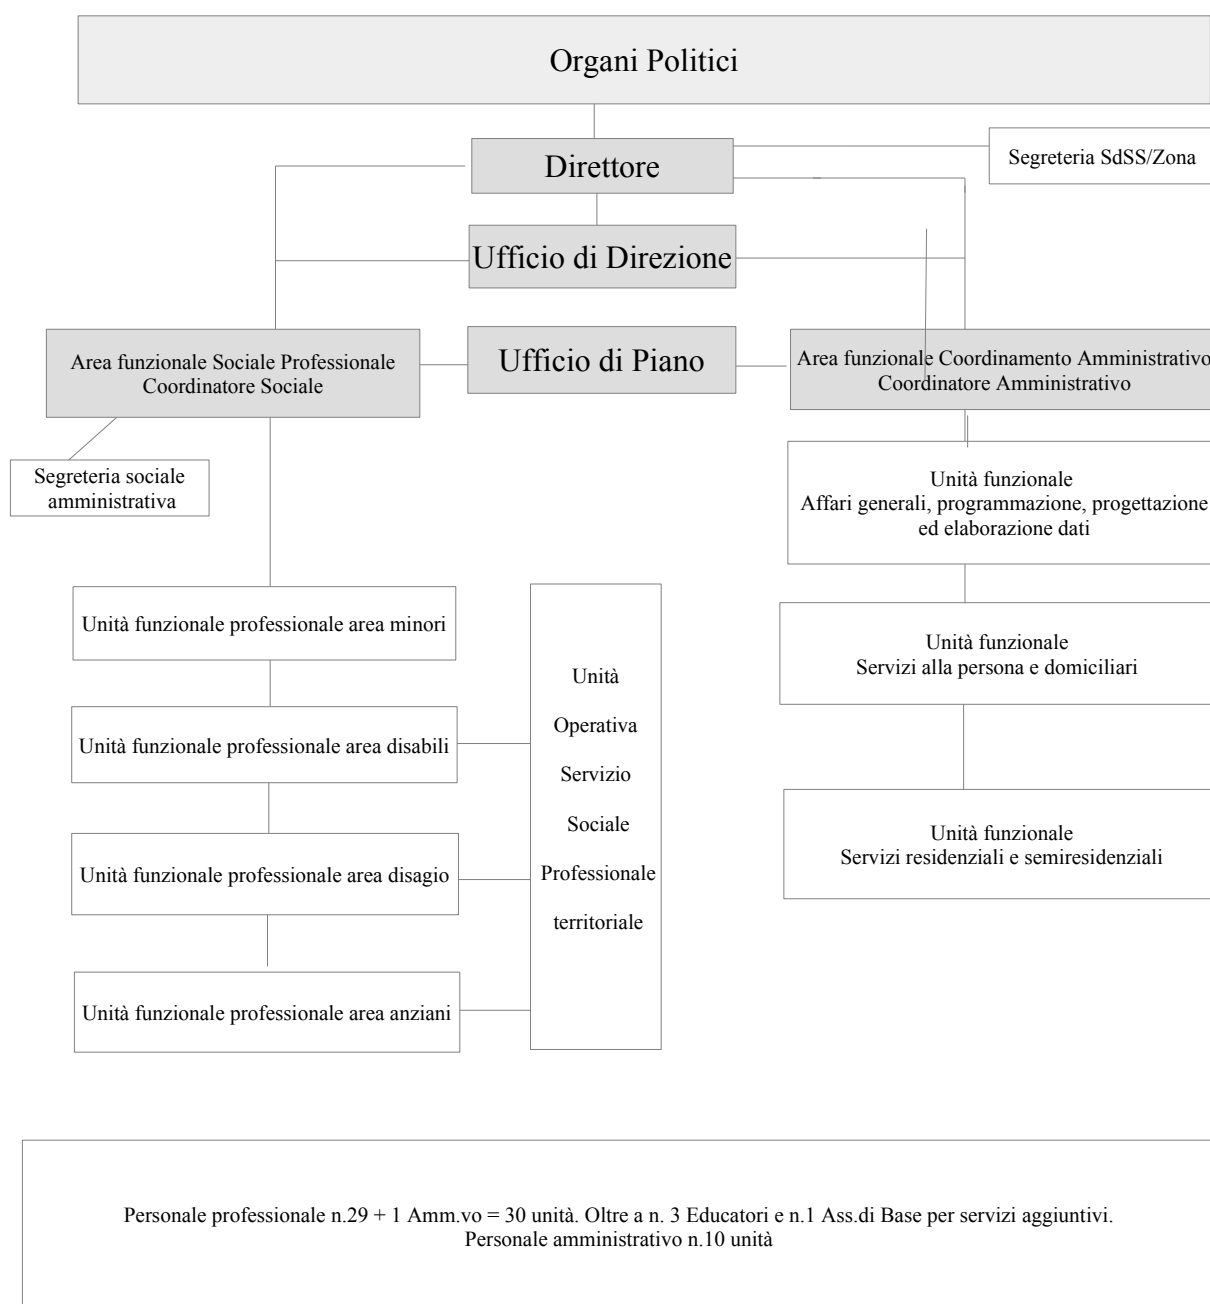 Organi Politici
Direttore
Segreteria SdSS/Zona
Ufficio di Direzione
Area funzionale Sociale Professionale
Coordinatore Sociale
Ufficio di Piano
Area funzionale Coordinamento Amministrativo
Coordinatore Amministrativo
Segreteria sociale
amministrativa
Unità funzionale
Affari generali, programmazione, progettazione
ed elaborazione dati
Unità funzionale professionale area minori
Unità funzionale professionale area disabili
Unità funzionale professionale area disagio
Unità funzionale professionale area anziani
Unità
Operativa
Servizio
Sociale
Professionale
territoriale
Unità funzionale
Servizi alla persona e domiciliari
Unità funzionale
Servizi residenziali e semiresidenziali
Personale professionale n.29 + 1 Amm.vo = 30 unità. Oltre a n. 3 Educatori e n.1 Ass.di Base per servizi aggiuntivi.
Personale amministrativo n.10 unità